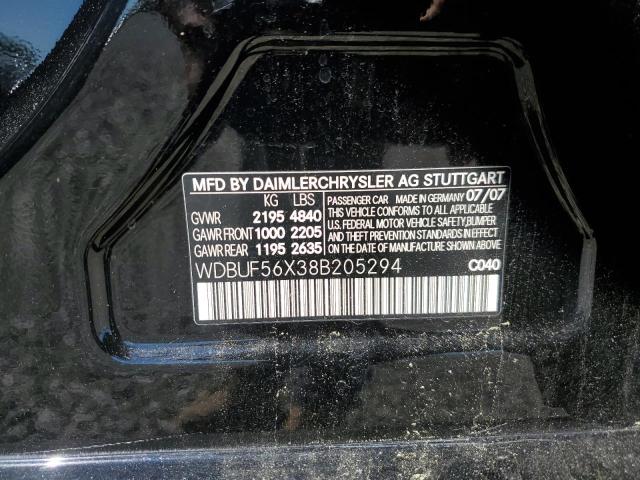 MFD BY DAIMLERCHRYSLER AG STUTTGART
KG LBS
GVWR 2195 4840
GAWR FRONT 1000 2205
GAWR REAR 1195 2635
PASSENGER CAR MADE IN GERMANY 07/07
THIS VEHICLE CONFORMS TO ALL APPLICABLE
U.S. FEDERAL MOTOR VEHICLE SAFETY, BUMPER
AND THEFT PREVENTION STANDARDS IN EFFECT
ON THE DATE OF MANUFACTURE SHOWN ABOVE.
WDBUF56X38B205294 C040